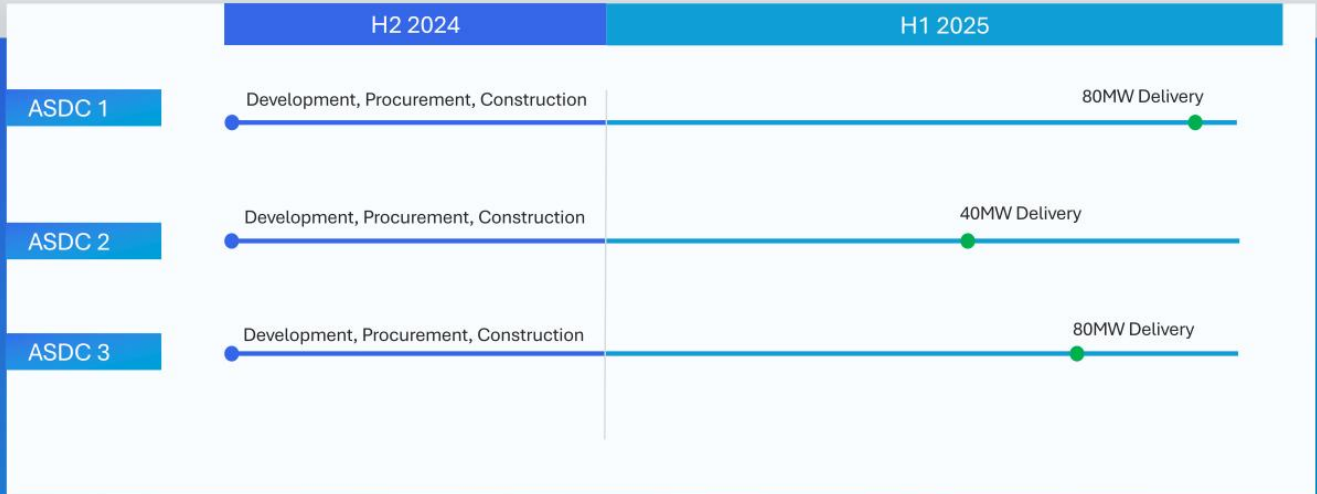 H2 2024
H1 2025
ASDC 1
Development, Procurement, Construction
80MW Delivery
ASDC 2
Development, Procurement, Construction
40MW Delivery
ASDC 3
Development, Procurement, Construction
80MW Delivery